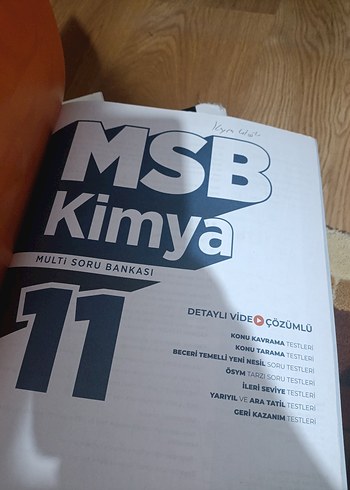 MSB
Kimya
MULTI SORU BANKASI
11
DETAYLI VİDEO ÇÖZÜMLÜ
KONU KAVRAMA TESTLERİ
KONU TARAMA TESTLERİ
BECERİ TEMELLİ YENİ NESİL SORU TESTLERİ
ÖSYM TARZI SORU TESTLERİ
İLERİ SEVİYE TESTLERİ
YARIYIL VE ARA TATİL TESTLERİ
GERİ KAZANIM TESTLERİ